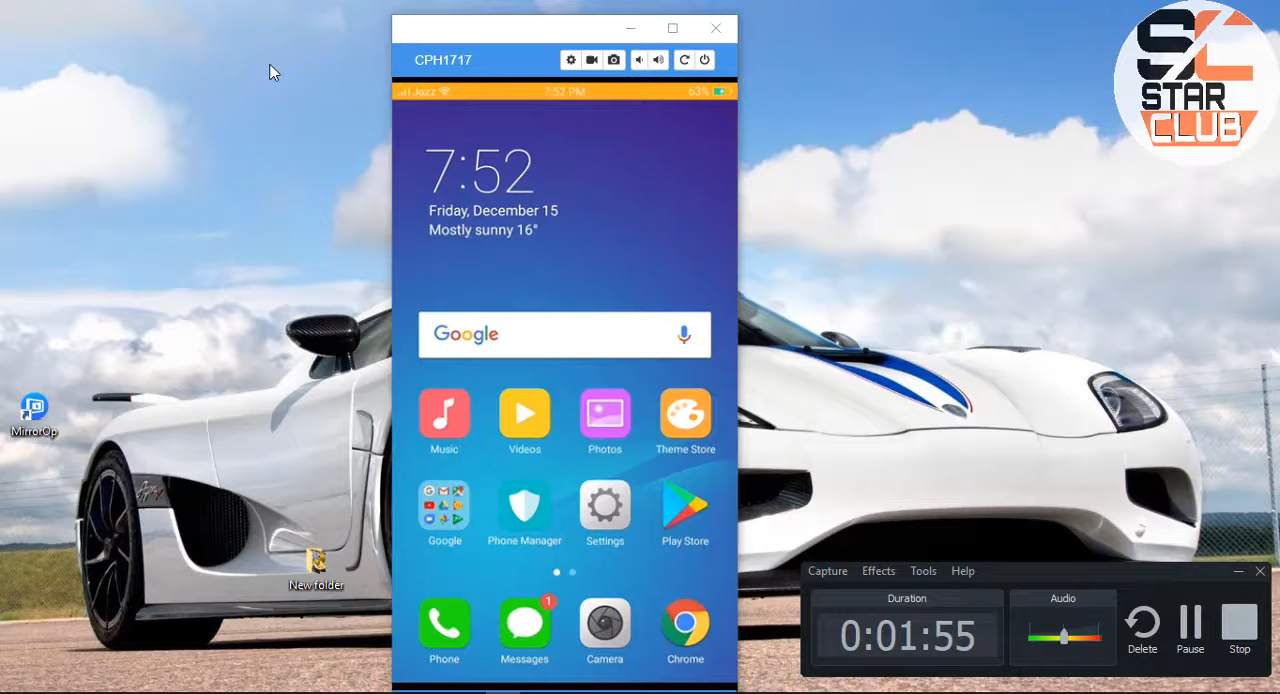 SC
STAR
CLUB
CPH1717
Jazz
7:52 PM
63%
7:52
Friday, December 15
Mostly sunny 16°
Google
Music
Videos
Photos
Theme Store
Google
Phone Manager
Settings
Play Store
1
Phone
Messages
Camera
Chrome
MirrorOp
New folder
Capture Effects Tools Help
Duration
Audio
0:01:55
Delete
Pause
Stop